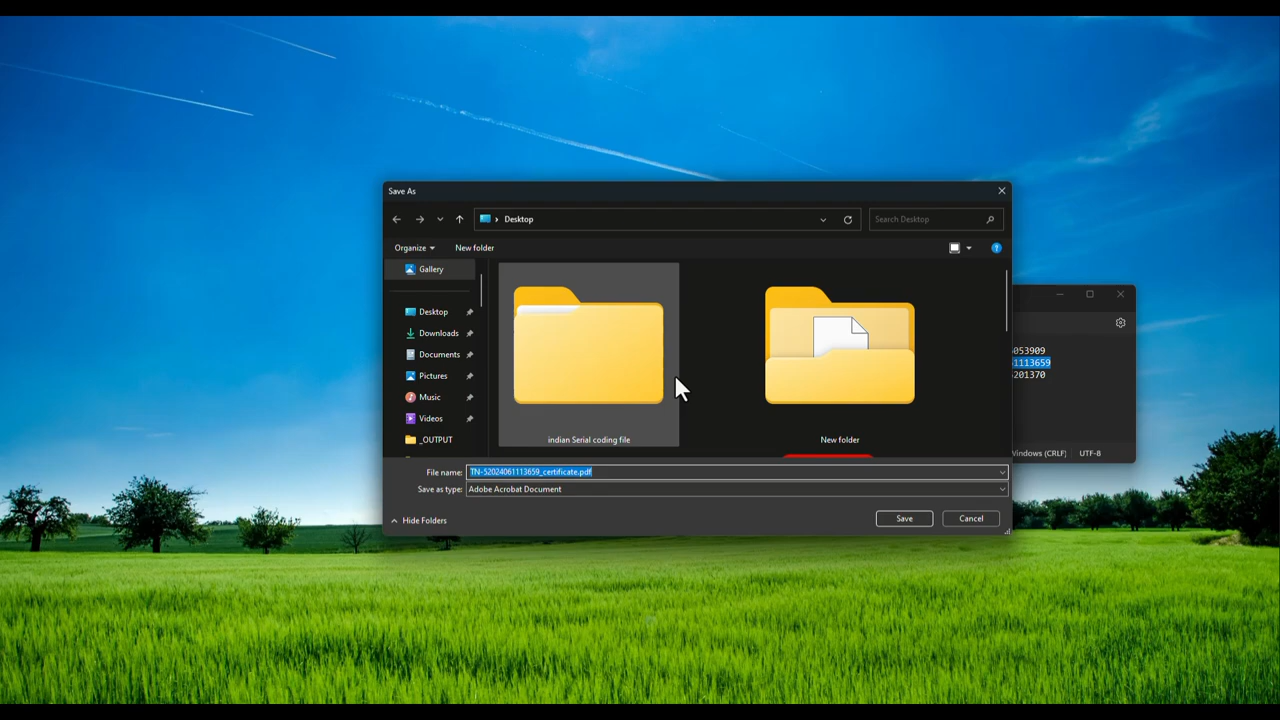 Save As
Desktop
Search Desktop
Organize
New folder
Gallery
Desktop
Downloads
Documents
Pictures
Music
Videos
_OUTPUT
indian Serial coding file
New folder
File name: TN-52024061113659_certificate.pdf
Save as type: Adobe Acrobat Document
Hide Folders
Save
Cancel
053909
1113659
201370
Windows (CRLF)
UTF-8